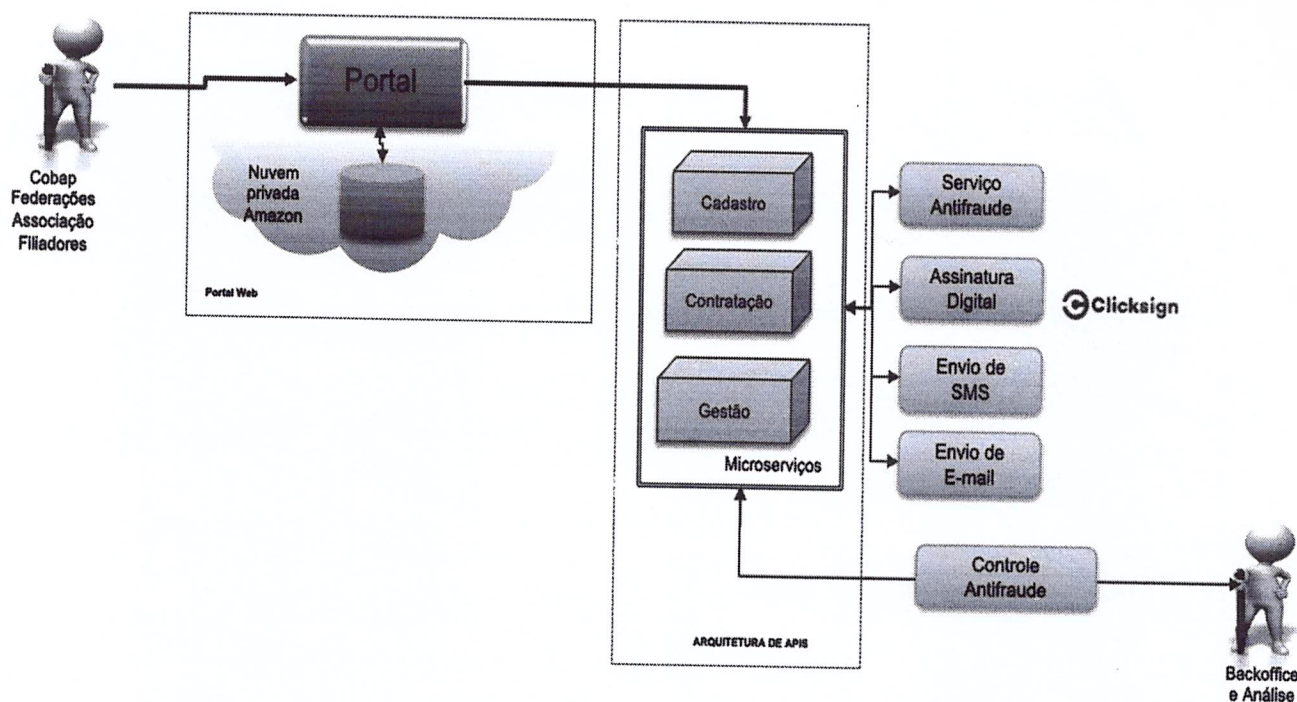 Cobap
Federações
Associação
Filiadores
Portal
Nuvem
privada
Amazon
Portal Web
Cadastro
Contratação
Gestão
Microserviços
ARQUITETURA DE APIS
Serviço
Antifraude
Assinatura
Digital
Clicksign
Envio de
SMS
Envio de
E-mail
Controle
Antifraude
Backoffice
e Análise